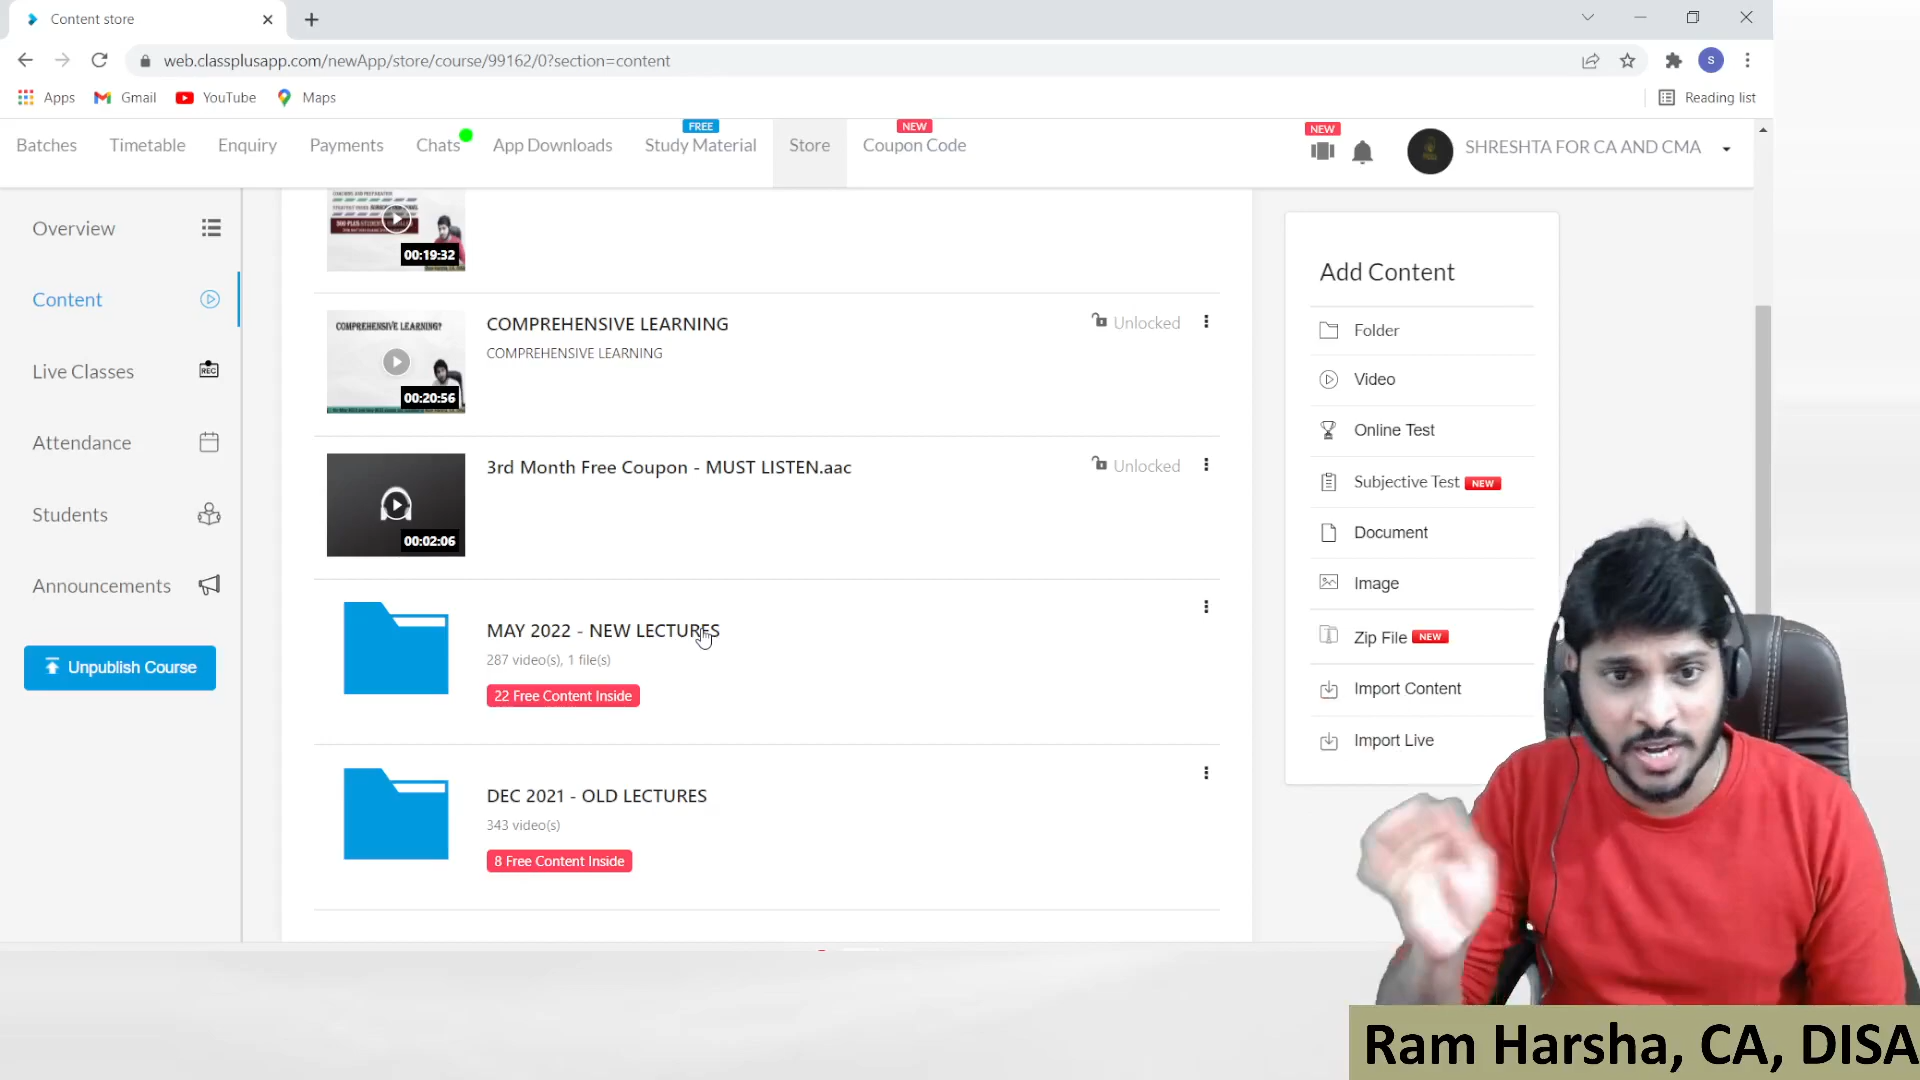 Content store
web.classplusapp.com/newApp/store/course/99162/0?section=content
S
Apps
Gmail
YouTube
Maps
Reading list
Batches
Timetable
Enquiry
Payments
Chats
App Downloads
FREE
Study Material
Store
NEW
Coupon Code
NEW
SHRESHTA FOR CA AND CMA
Overview
Content
Live Classes
REC
Attendance
Students
Announcements
Unpublish Course
00:19:32
COMPREHENSIVE LEARNING?
00:20:56
COMPREHENSIVE LEARNING
COMPREHENSIVE LEARNING
Unlocked
00:02:06
3rd Month Free Coupon - MUST LISTEN.aac
Unlocked
MAY 2022 - NEW LECTURES
287 video(s), 1 file(s)
22 Free Content Inside
DEC 2021 - OLD LECTURES
343 video(s)
8 Free Content Inside
Add Content
Folder
Video
Online Test
Subjective Test NEW
Document
Image
Zip File NEW
Import Content
Import Live
Ram Harsha, CA, DISA